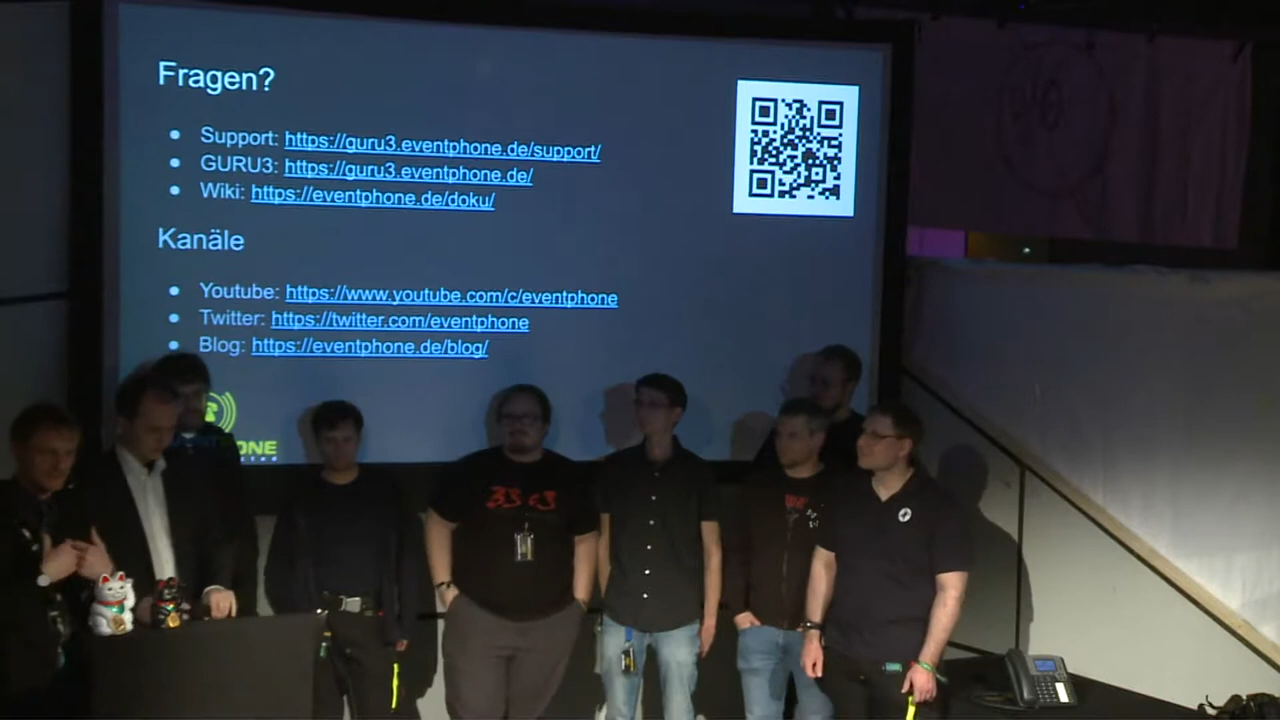 Fragen?
● Support: https://guru3.eventphone.de/support/
● GURU3: https://guru3.eventphone.de/
● Wiki: https://eventphone.de/doku/
Kanäle
● Youtube: https://www.youtube.com/c/eventphone
● Twitter: https://twitter.com/eventphone
● Blog: https://eventphone.de/blog/
ONE